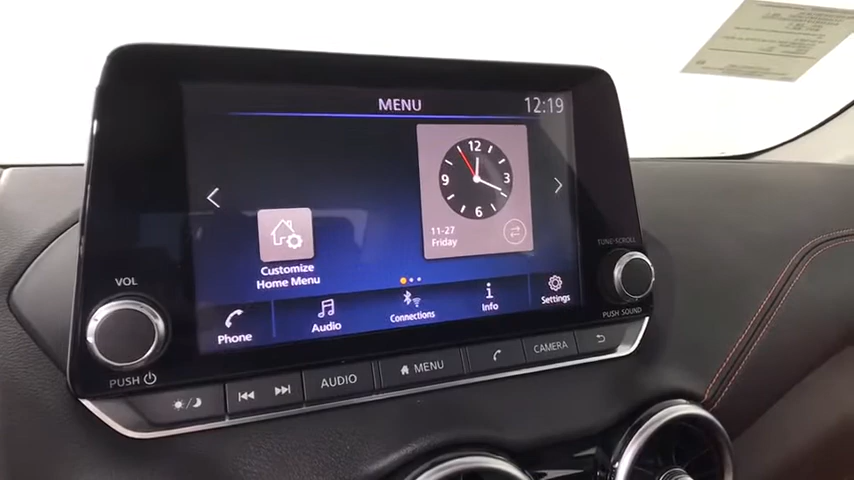 MENU
12:19
12
3
6
9
11-27
Friday
Customize
Home Menu
Phone
Audio
Connections
Info
Settings
VOL
PUSH
TUNE·SCROLL
PUSH SOUND
AUDIO
MENU
CAMERA